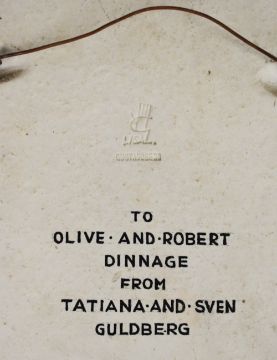 TO
OLIVE·AND·ROBERT
DINNAGE
FROM
TATIANA·AND·SVEN
GULDBERG